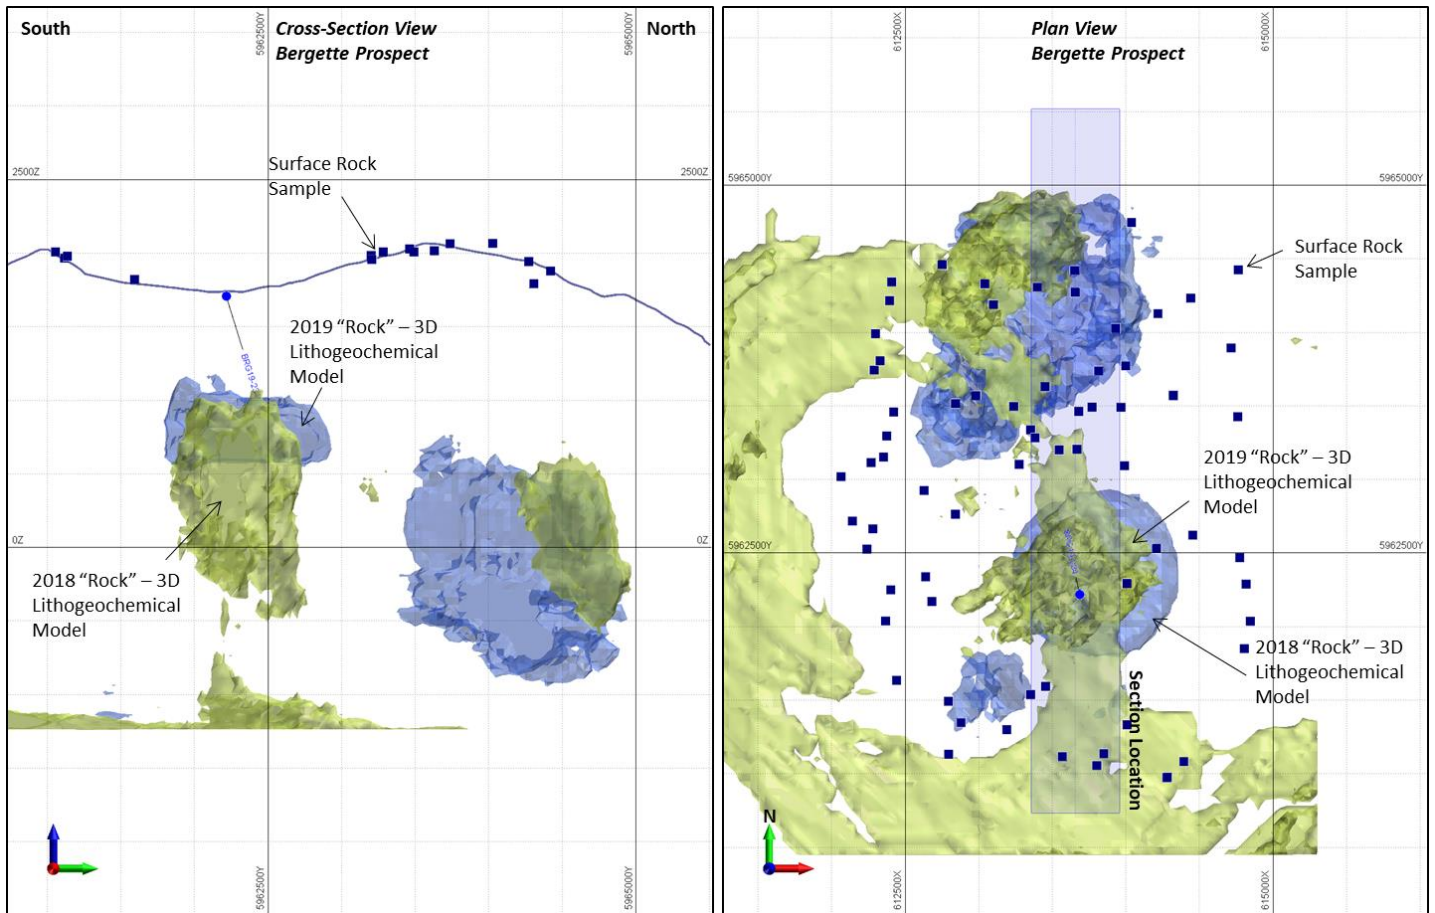 South
Cross-Section View
Bergette Prospect
North
5962500Y
5965000Y
Surface Rock
Sample
2500Z
2500Z
2019 “Rock” – 3D
Lithogeochemical
Model
0Z
0Z
2018 “Rock” – 3D
Lithogeochemical
Model
5962500Y
5965000Y
Plan View
Bergette Prospect
612500X
615000X
5965000Y
5965000Y
Surface Rock
Sample
2019 “Rock” – 3D
Lithogeochemical
Model
5962500Y
5962500Y
2018 “Rock” – 3D
Lithogeochemical
Model
Section Location
N
612500X
615000X